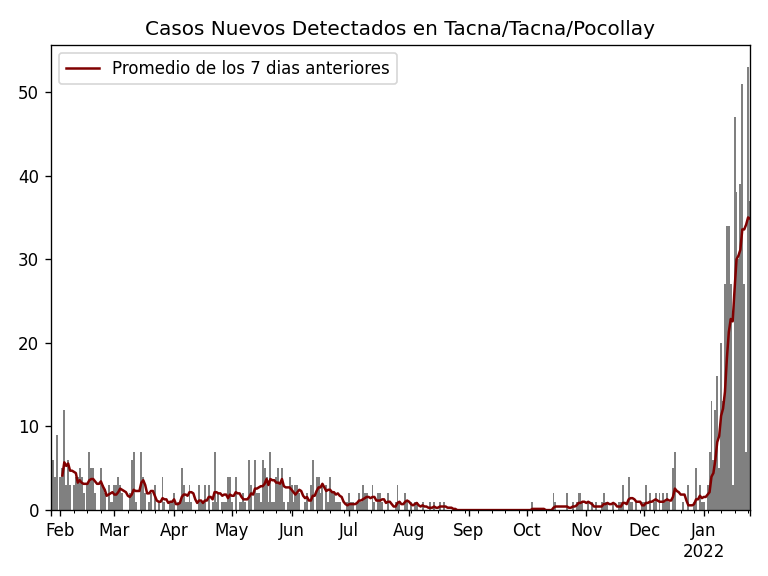 Casos Nuevos Detectados en Tacna/Tacna/Pocollay
Promedio de los 7 dias anteriores
50
40
30
20
10
0
Feb Mar Apr May Jun Jul Aug Sep Oct Nov Dec Jan
2022